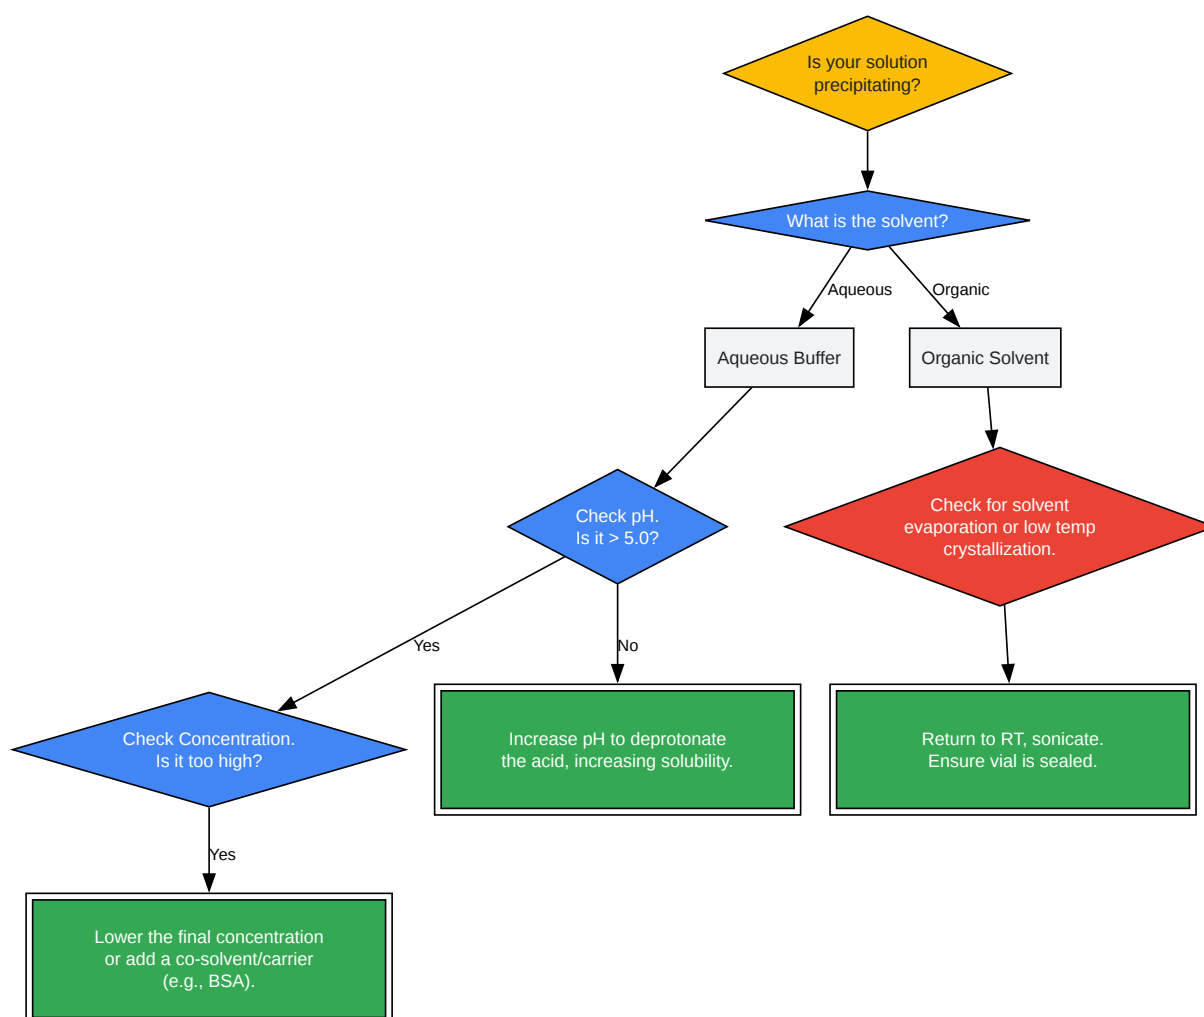 Is your solution
precipitating?
What is the solvent?
Aqueous
Organic
Aqueous Buffer
Organic Solvent
Check pH.
Is it > 5.0?
Check for solvent
evaporation or low temp
crystallization.
Yes
No
Check Concentration.
Is it too high?
Increase pH to deprotonate
the acid, increasing solubility.
Return to RT, sonicate.
Ensure vial is sealed.
Yes
Lower the final concentration
or add a co-solvent/carrier
(e.g., BSA).